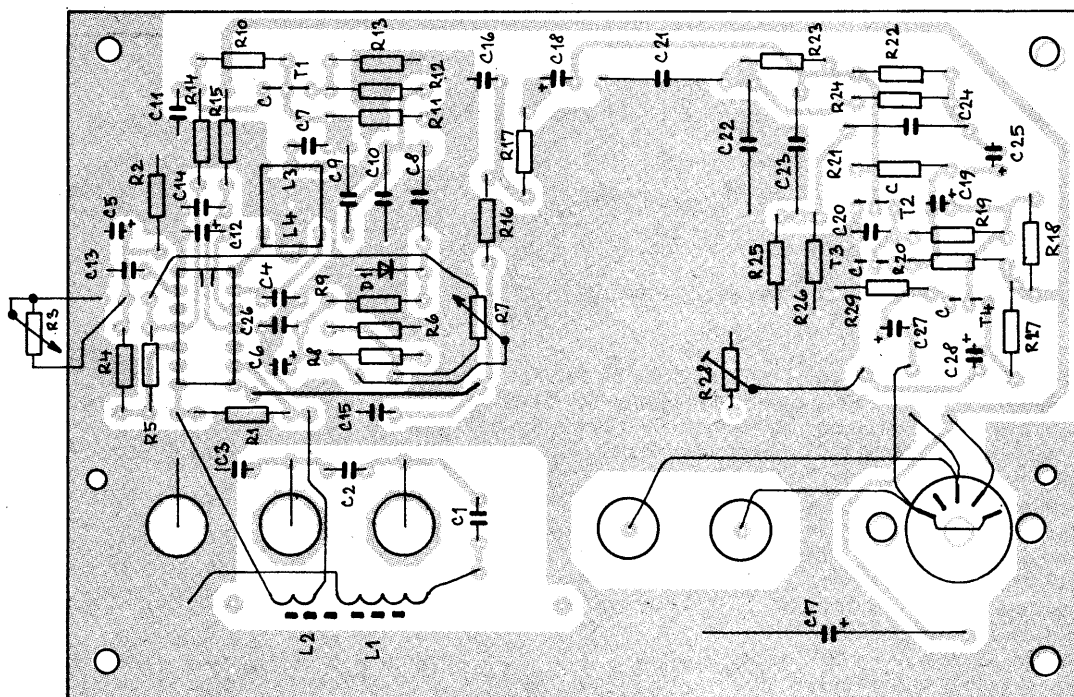 R10
R13
C16
C18
C21
R23
R22
T1
C
R12
R14
R15
C11
R11
R24
C24
C7
R17
C22
C23
R21
C25
R2
C14
C9
C10
C8
L3
L4
C
C19
T2
C5
C12
R16
C20
R19
R18
C13
R25
R26
T3
C
R20
C4
R9
D1
R3
C26
R6
R7
R29
C
T4
C27
R27
R4
C6
R8
R28
C28
R5
R1
C15
C3
C2
C1
L2
L1
C17
+
+
+
+
+
+
+
+
+